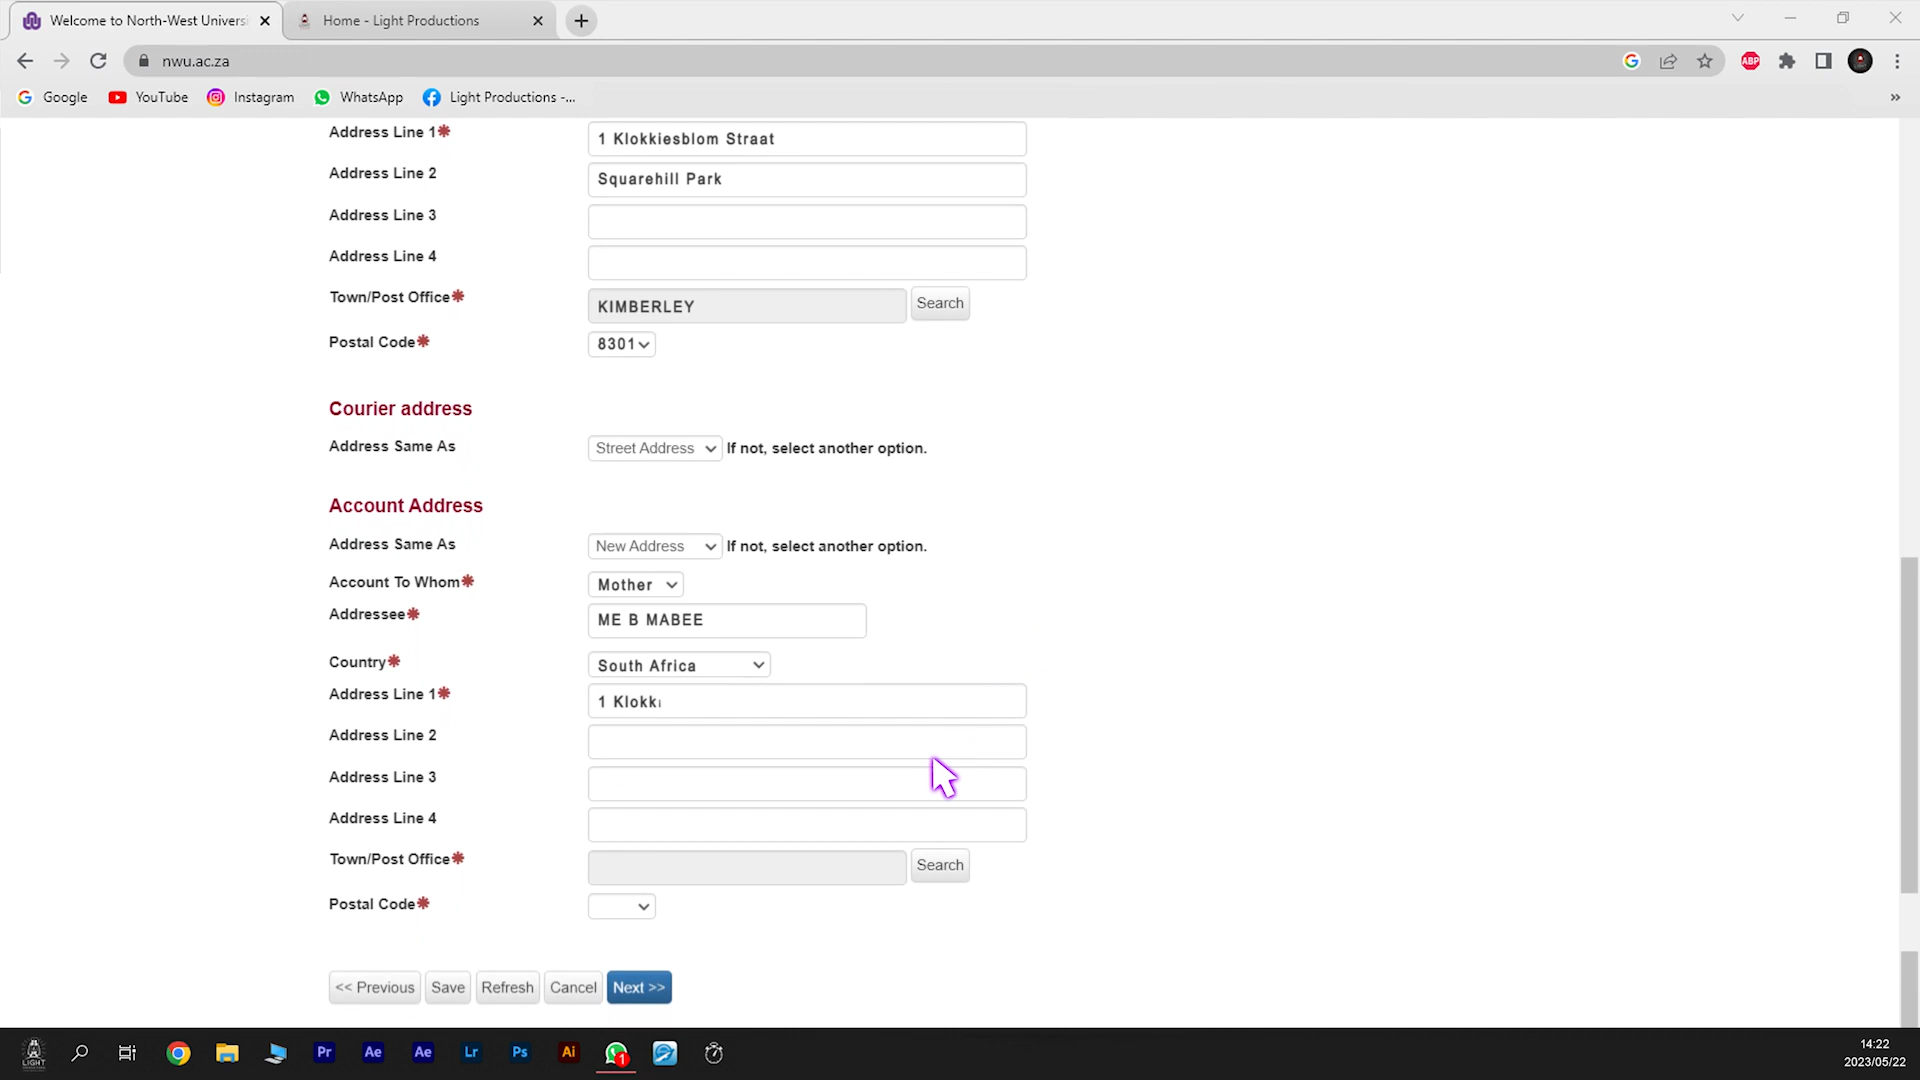 Welcome to North-West Universi
Home - Light Productions
nwu.ac.za
ABP
Google
YouTube
Instagram
WhatsApp
Light Productions -...
»
Address Line 1*
1 Klokkiesblom Straat
Address Line 2
Squarehill Park
Address Line 3
Address Line 4
Town/Post Office*
KIMBERLEY
Search
Postal Code*
8301
Courier address
Address Same As
Street Address
If not, select another option.
Account Address
Address Same As
New Address
If not, select another option.
Account To Whom*
Mother
Addressee*
ME B MABEE
Country*
South Africa
Address Line 1*
1 Klokkı
Address Line 2
Address Line 3
Address Line 4
Town/Post Office*
Search
Postal Code*
<< Previous
Save
Refresh
Cancel
Next >>
LIGHT
Pr
Ae
Ae
Lr
Ps
Ai
1
14:22
2023/05/22